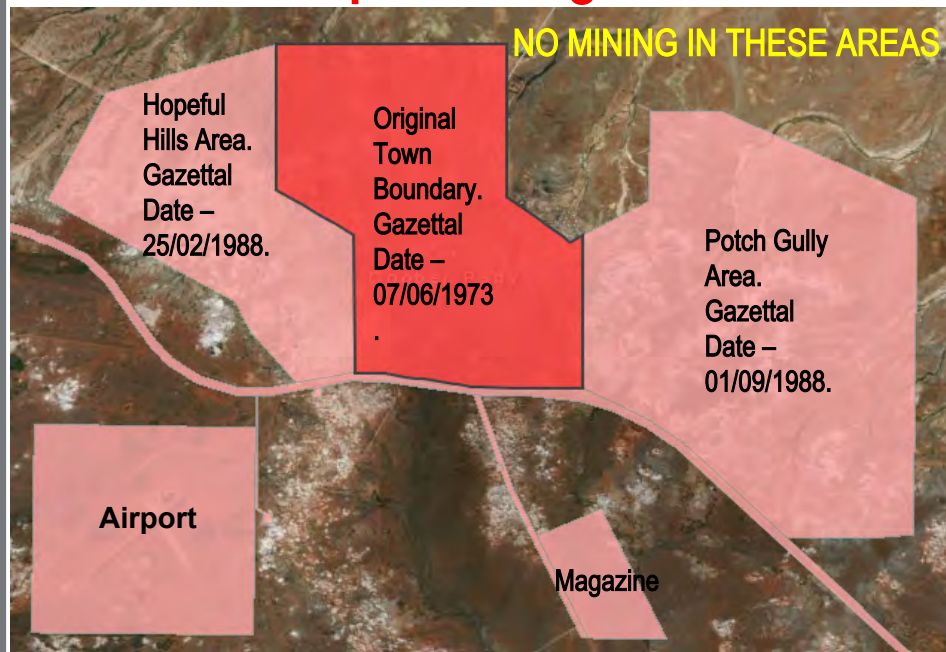 NO MINING IN THESE AREAS
Hopeful
Hills Area.
Gazettal
Date –
25/02/1988.
Original
Town
Boundary.
Gazettal
Date –
07/06/1973
.
Potch Gully
Area.
Gazettal
Date –
01/09/1988.
Airport
Magazine